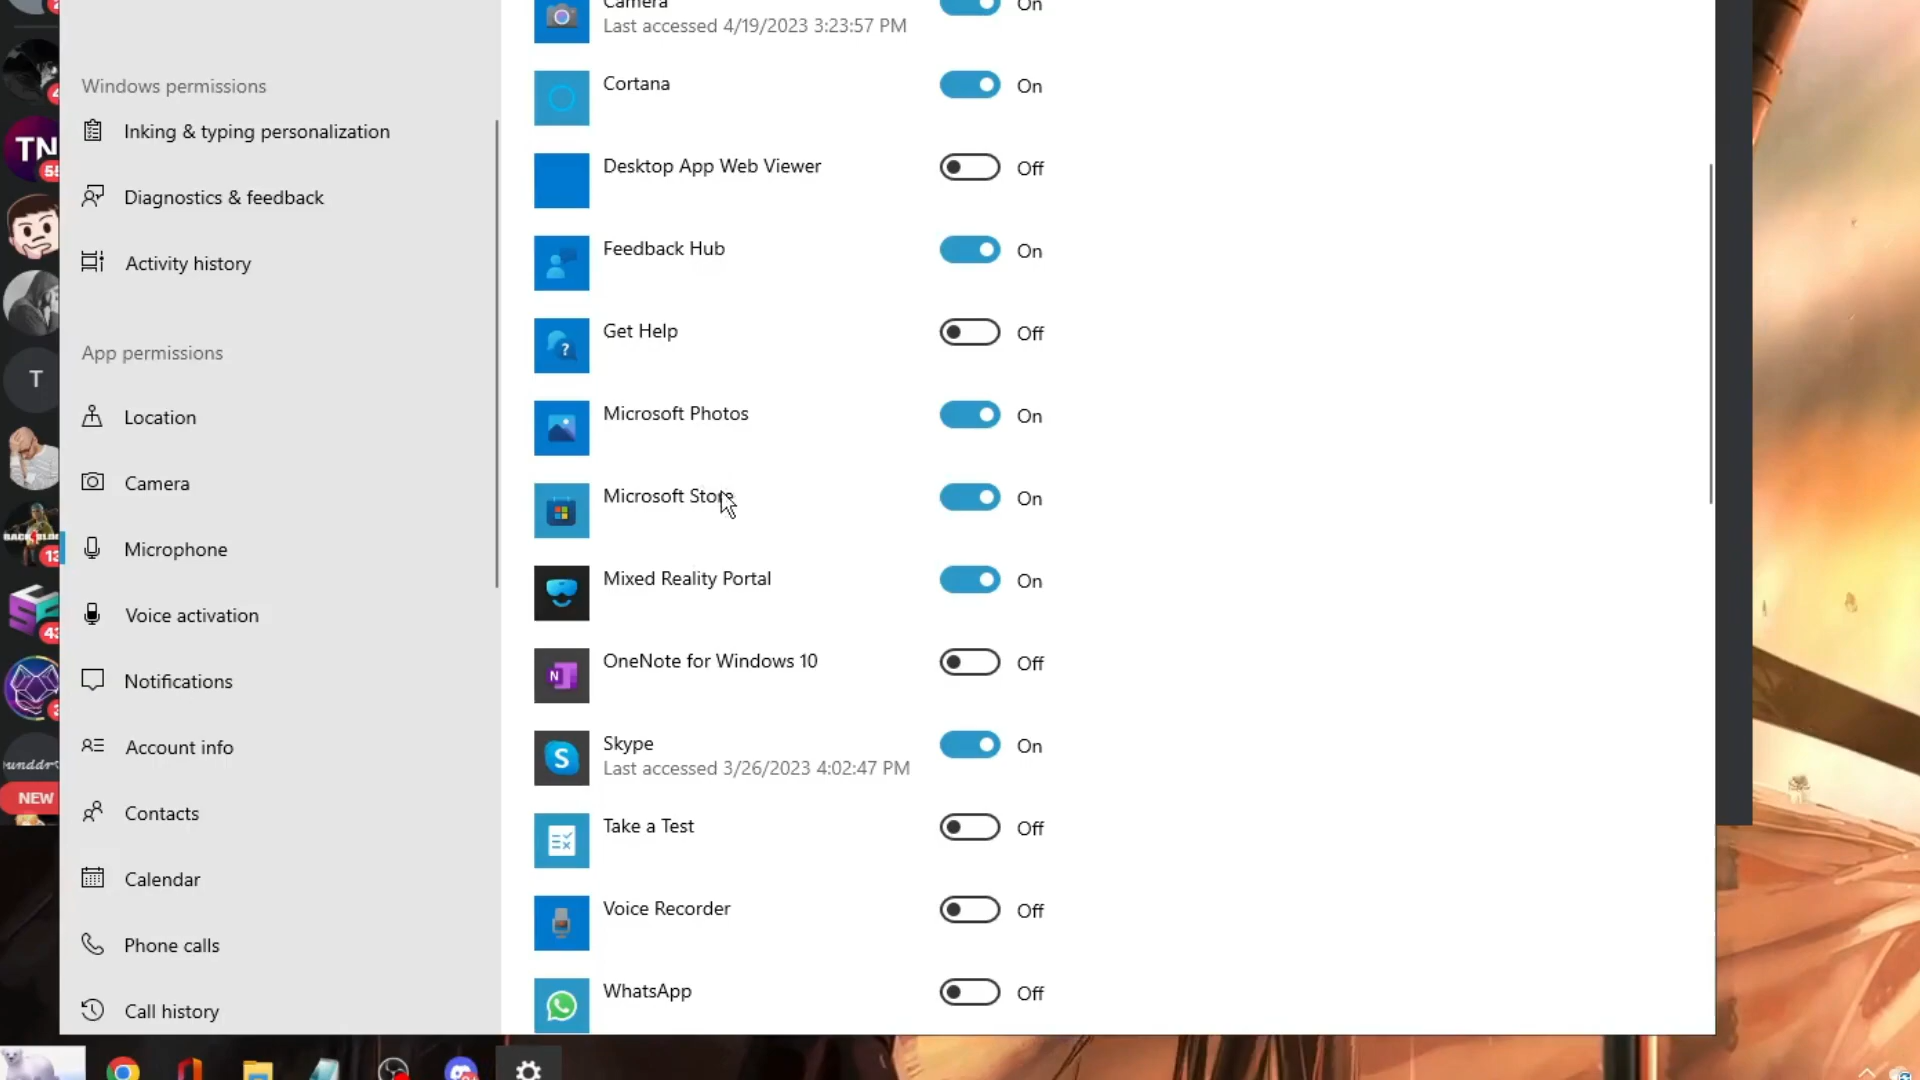 Camera
On
Last accessed 4/19/2023 3:23:57 PM
Windows permissions
Cortana
On
Inking & typing personalization
TN
Desktop App Web Viewer
Off
Diagnostics & feedback
Feedback Hub
On
Activity history
Get Help
Off
App permissions
T
Location
Microsoft Photos
On
Camera
Microsoft Store
On
Microphone
Mixed Reality Portal
On
Voice activation
OneNote for Windows 10
Off
Notifications
Skype
On
Account info
Last accessed 3/26/2023 4:02:47 PM
NEW
Contacts
Take a Test
Off
Calendar
Voice Recorder
Off
Phone calls
WhatsApp
Off
Call history